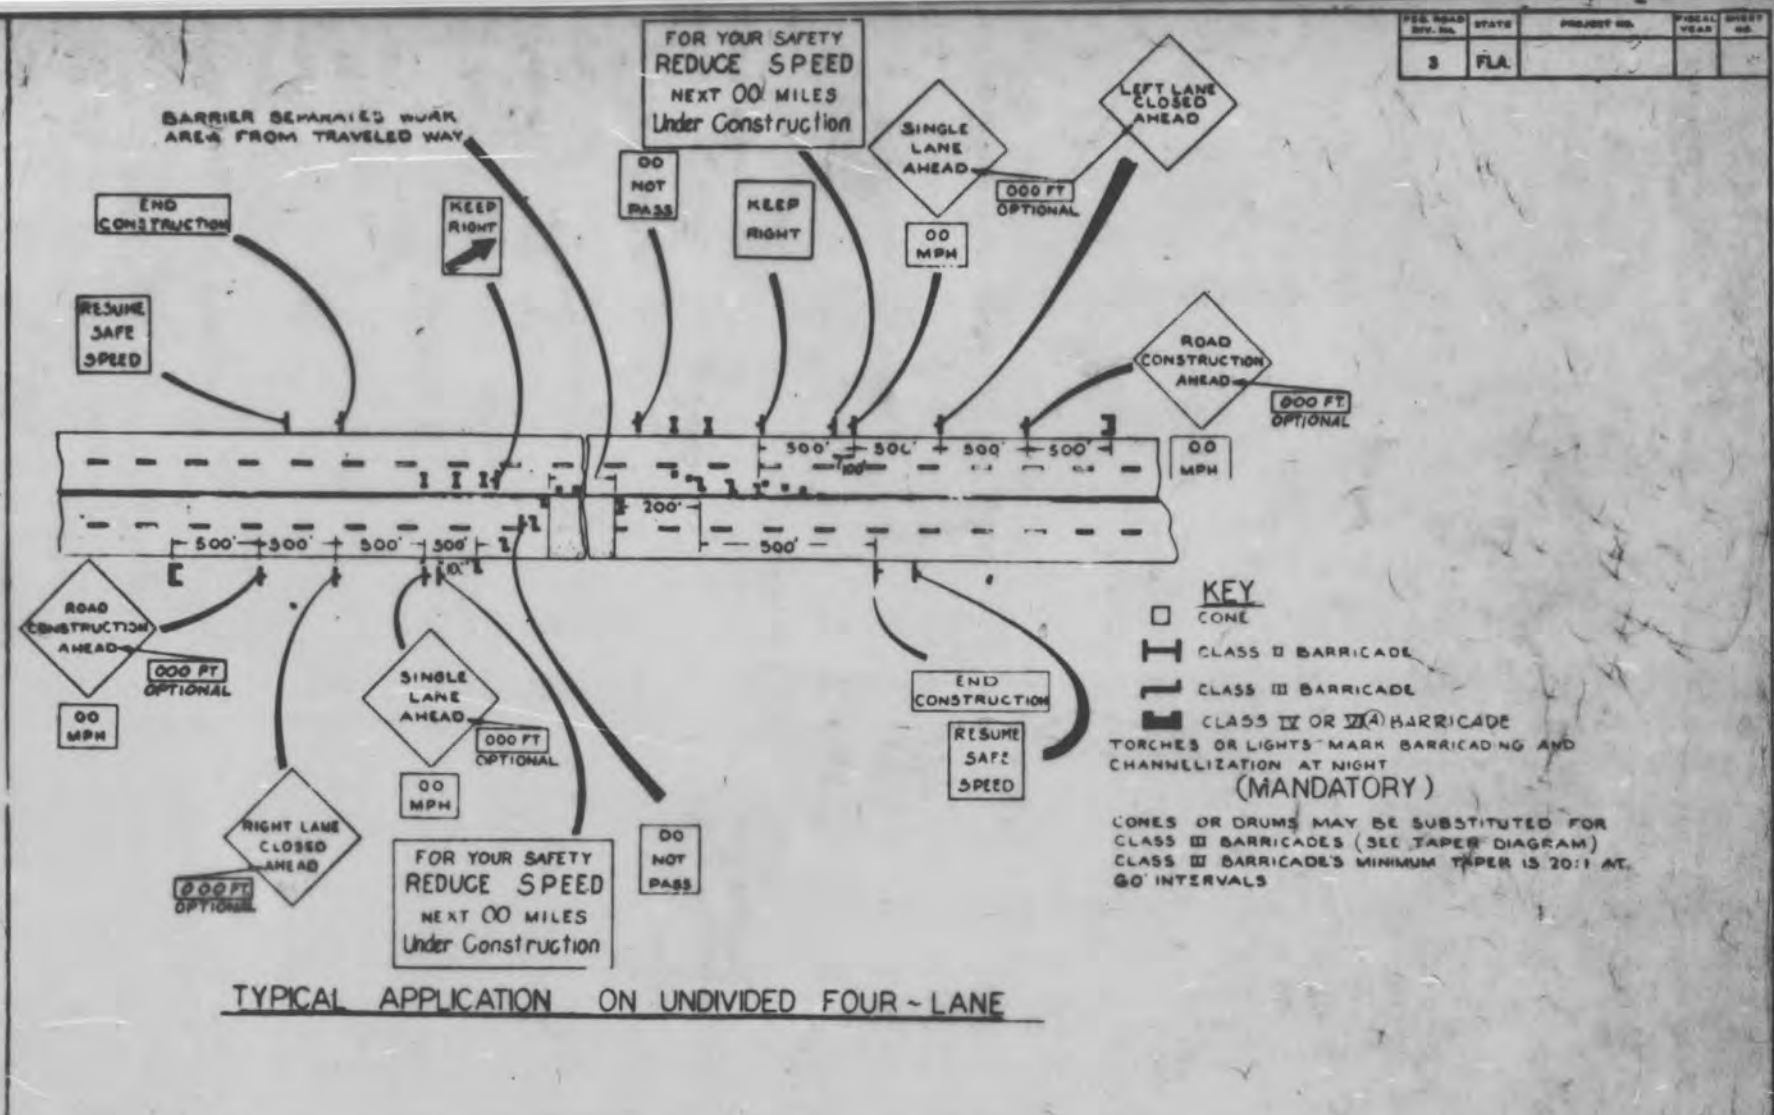 FED. ROAD DIV. NO.
STATE
PROJECT NO.
FISCAL YEAR
SHEET NO.
3
FLA.
BARRIER SEPARATES WORK
AREA FROM TRAVELED WAY
FOR YOUR SAFETY
REDUCE SPEED
NEXT 00 MILES
Under Construction
SINGLE
LANE
AHEAD
000 FT
OPTIONAL
LEFT LANE
CLOSED
AHEAD
END
CONSTRUCTION
KEEP
RIGHT
DO
NOT
PASS
KEEP
RIGHT
00
MPH
RESUME
SAFE
SPEED
ROAD
CONSTRUCTION
AHEAD
000 FT.
OPTIONAL
00
MPH
500' 500' 500' 500'
100'
200'
500' 500' 500' 500'
500'
ROAD
CONSTRUCTION
AHEAD
000 FT
OPTIONAL
00
MPH
SINGLE
LANE
AHEAD
000 FT
OPTIONAL
00
MPH
RIGHT LANE
CLOSED
AHEAD
000 FT
OPTIONAL
FOR YOUR SAFETY
REDUCE SPEED
NEXT 00 MILES
Under Construction
DO
NOT
PASS
END
CONSTRUCTION
RESUME
SAFE
SPEED
KEY
CONE
CLASS II BARRICADE
CLASS III BARRICADE
CLASS IV OR VI(A) BARRICADE
TORCHES OR LIGHTS MARK BARRICADING AND
CHANNELIZATION AT NIGHT
(MANDATORY)
CONES OR DRUMS MAY BE SUBSTITUTED FOR
CLASS III BARRICADES (SEE TAPER DIAGRAM)
CLASS III BARRICADE'S MINIMUM TAPER IS 20:1 AT
60' INTERVALS
TYPICAL APPLICATION ON UNDIVIDED FOUR-LANE